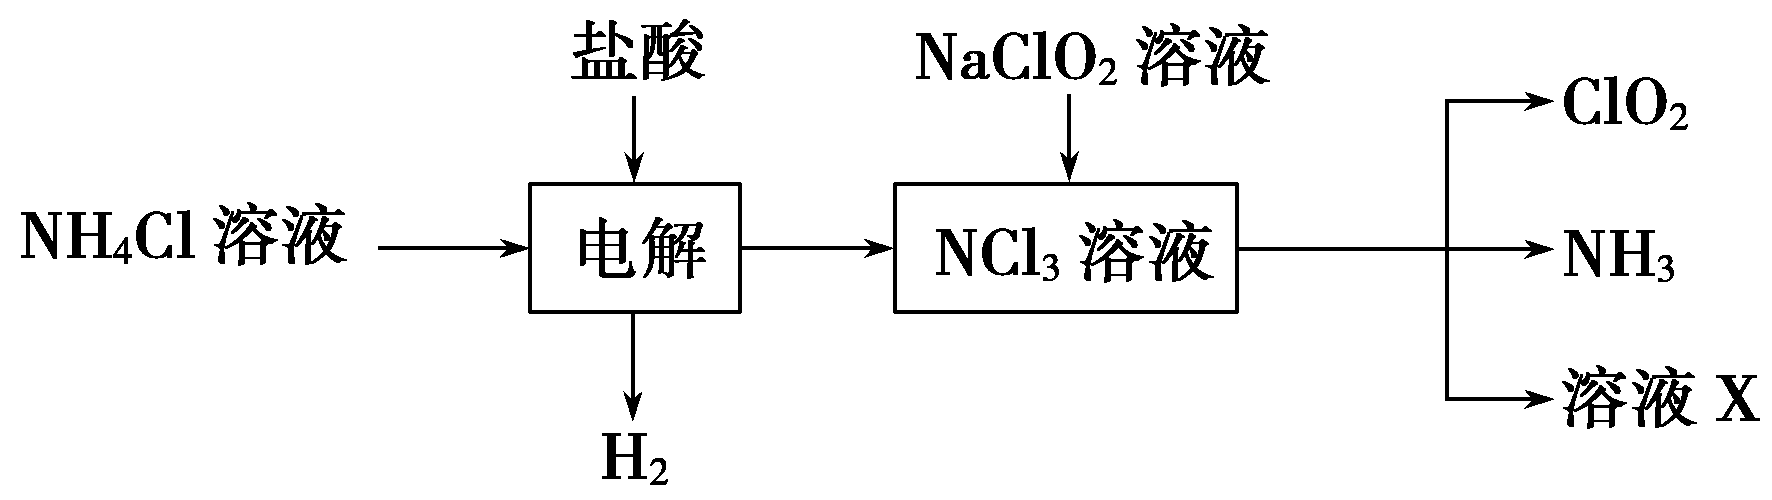 盐酸
NaClO₂ 溶液
ClO₂
NH₄Cl 溶液
电解
NCl₃ 溶液
NH₃
溶液 X
H₂